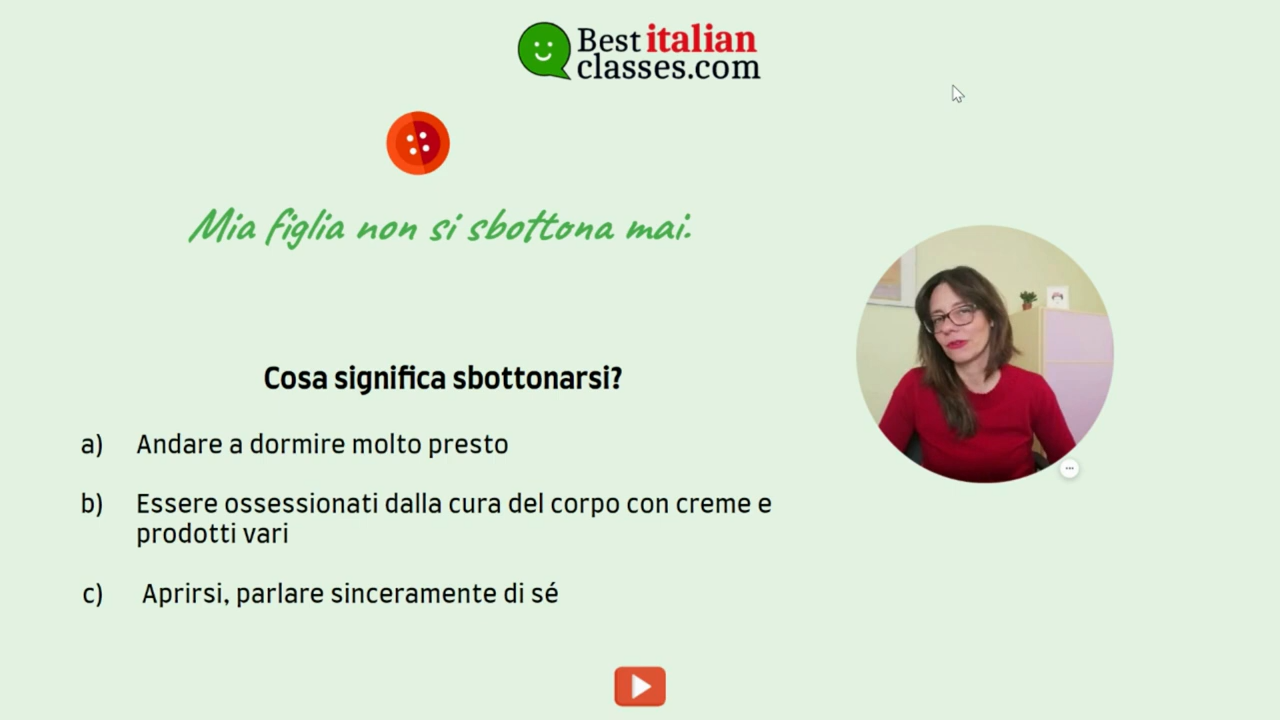 Best italian
classes.com
Mia figlia non si sbottona mai.
Cosa significa sbottonarsi?
a) Andare a dormire molto presto
b) Essere ossessionati dalla cura del corpo con creme e
prodotti vari
c) Aprirsi, parlare sinceramente di sé